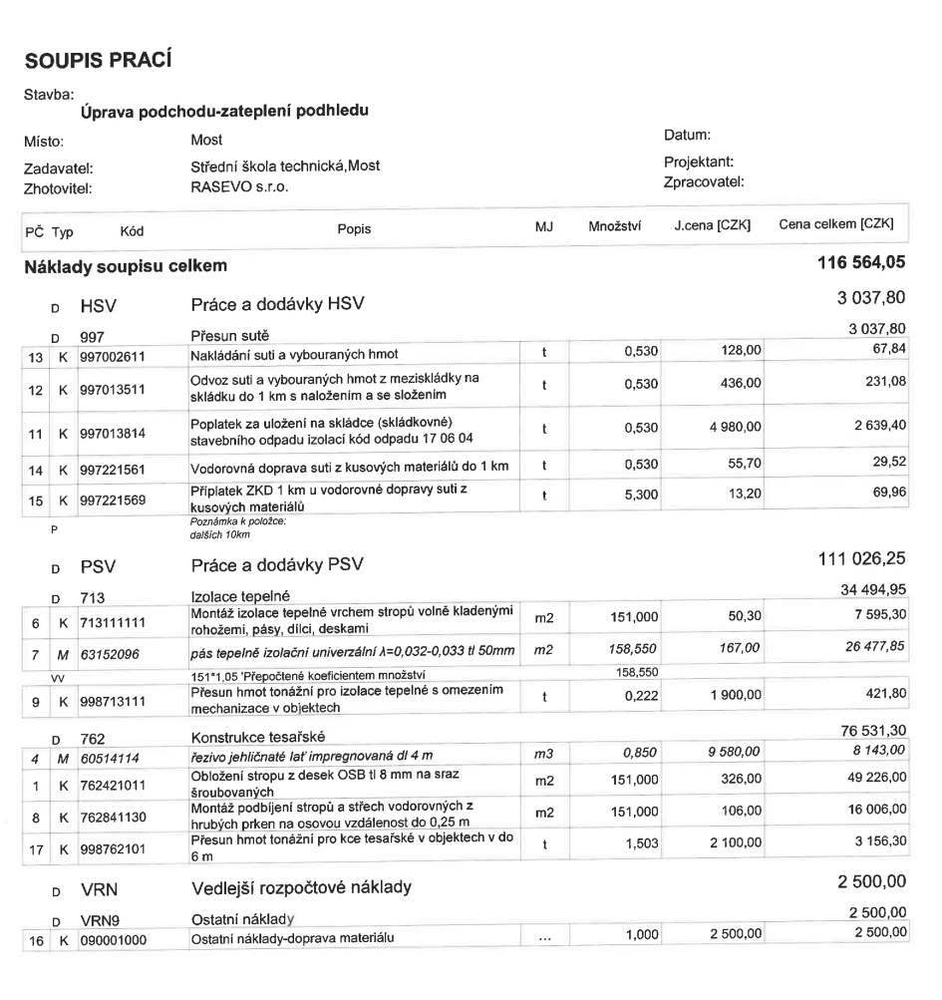 SOUPIS PRACÍ
Stavba:
Úprava podchodu-zateplení podhledu
Místo: Most Datum:
Zadavatel: Střední škola technická,Most Projektant:
Zhotovitel: RASEVO s.r.o. Zpracovatel:
PČ Typ Kód Popis MJ Množství J.cena [CZK] Cena celkem [CZK]
Náklady soupisu celkem 116 564,05
D HSV Práce a dodávky HSV 3 037,80
D 997 Přesun sutě 3 037,80
13 K 997002611 Nakládání suti a vybouraných hmot t 0,530 128,00 67,84
12 K 997013511 Odvoz suti a vybouraných hmot z meziskládky na
skládku do 1 km s naložením a se složením t 0,530 436,00 231,08
11 K 997013814 Poplatek za uložení na skládce (skládkovné)
stavebního odpadu izolací kód odpadu 17 06 04 t 0,530 4 980,00 2 639,40
14 K 997221561 Vodorovná doprava suti z kusových materiálů do 1 km t 0,530 55,70 29,52
15 K 997221569 Příplatek ZKD 1 km u vodorovné dopravy suti z
kusových materiálů t 5,300 13,20 69,96
P Poznámka k položce:
dalších 10km
D PSV Práce a dodávky PSV 111 026,25
D 713 Izolace tepelné 34 494,95
6 K 713111111 Montáž izolace tepelné vrchem stropů volně kladenými
rohožemi, pásy, dílci, deskami m2 151,000 50,30 7 595,30
7 M 63152096 pás tepelně izolační univerzální λ=0,032-0,033 tl 50mm m2 158,550 167,00 26 477,85
VV 151*1,05 'Přepočtené koeficientem množství 158,550
9 K 998713111 Přesun hmot tonážní pro izolace tepelné s omezením
mechanizace v objektech t 0,222 1 900,00 421,80
D 762 Konstrukce tesařské 76 531,30
4 M 60514114 řezivo jehličnaté lať impregnovaná dl 4 m m3 0,850 9 580,00 8 143,00
1 K 762421011 Obložení stropu z desek OSB tl 8 mm na sraz
šroubovaných m2 151,000 326,00 49 226,00
8 K 762841130 Montáž podbíjení stropů a střech vodorovných z
hrubých prken na osovou vzdálenost do 0,25 m m2 151,000 106,00 16 006,00
17 K 998762101 Přesun hmot tonážní pro kce tesařské v objektech v do
6 m t 1,503 2 100,00 3 156,30
D VRN Vedlejší rozpočtové náklady 2 500,00
D VRN9 Ostatní náklady 2 500,00
16 K 090001000 Ostatní náklady-doprava materiálu ... 1,000 2 500,00 2 500,00